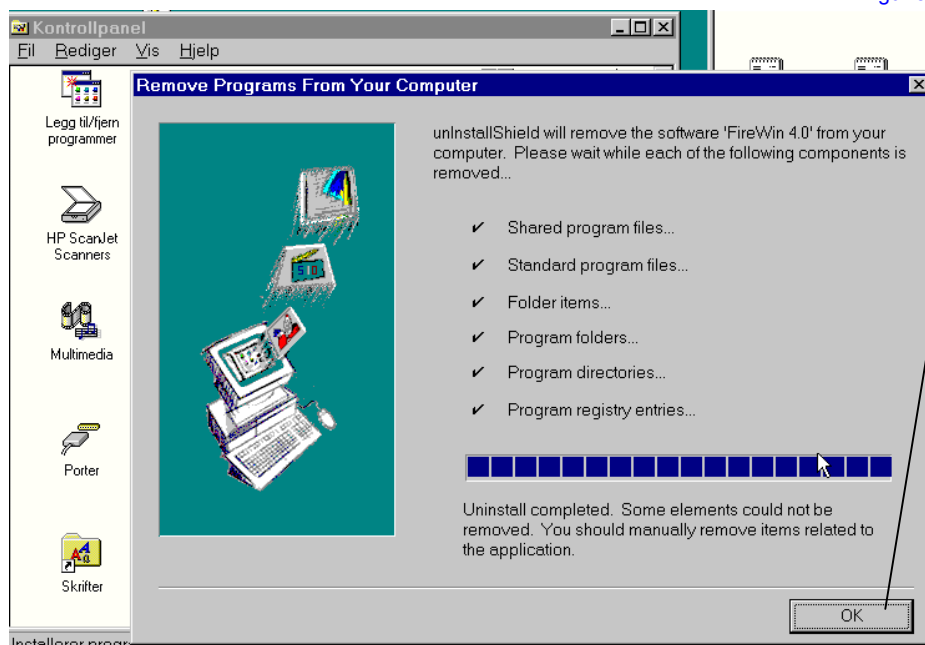 Kontrollpanel
Fil Rediger Vis Hjelp
Remove Programs From Your Computer
Legg til/fjern
programmer
HP ScanJet
Scanners
Multimedia
Porter
Skrifter
unInstallShield will remove the software 'FireWin 4.0' from your
computer. Please wait while each of the following components is
removed...
Shared program files...
Standard program files...
Folder items...
Program folders...
Program directories...
Program registry entries...
Uninstall completed. Some elements could not be
removed. You should manually remove items related to
the application.
OK